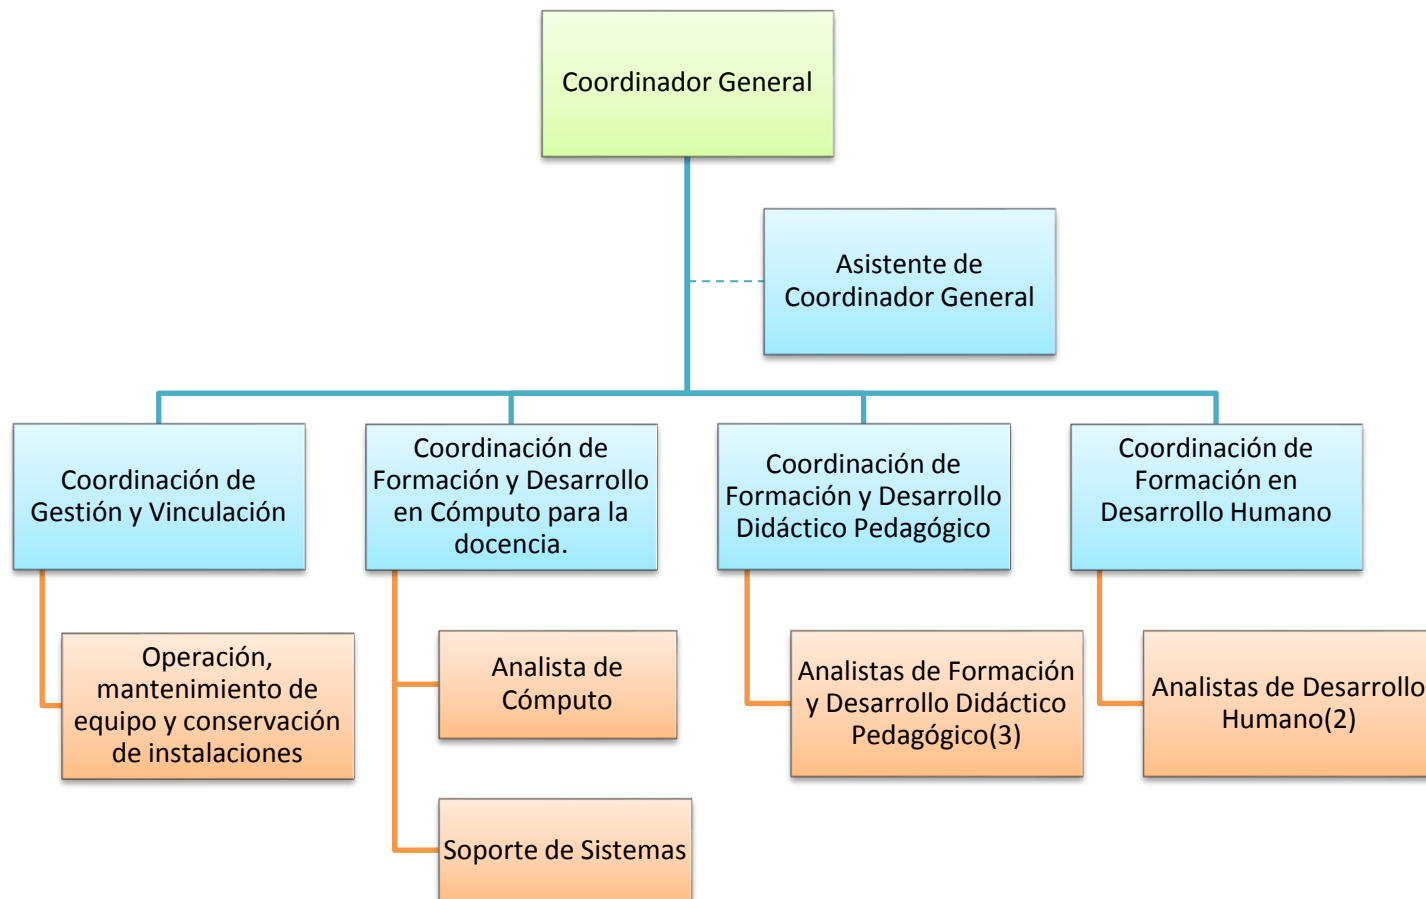 Coordinador General
Asistente de
Coordinador General
Coordinación de
Gestión y Vinculación
Coordinación de
Formación y Desarrollo
en Cómputo para la
docencia.
Coordinación de
Formación y Desarrollo
Didáctico Pedagógico
Coordinación de
Formación en
Desarrollo Humano
Operación,
mantenimiento de
equipo y conservación
de instalaciones
Analista de
Cómputo
Analistas de Formación
y Desarrollo Didáctico
Pedagógico(3)
Analistas de Desarrollo
Humano(2)
Soporte de Sistemas